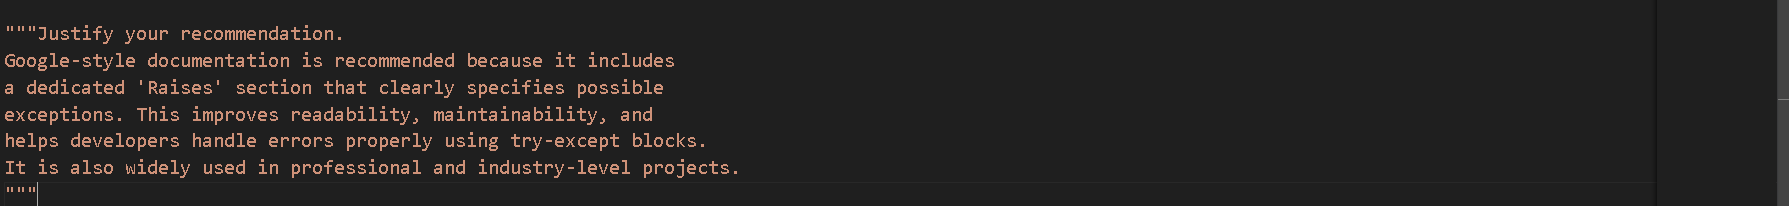 """Justify your recommendation.
Google-style documentation is recommended because it includes
a dedicated 'Raises' section that clearly specifies possible
exceptions. This improves readability, maintainability, and
helps developers handle errors properly using try-except blocks.
It is also widely used in professional and industry-level projects.
"""